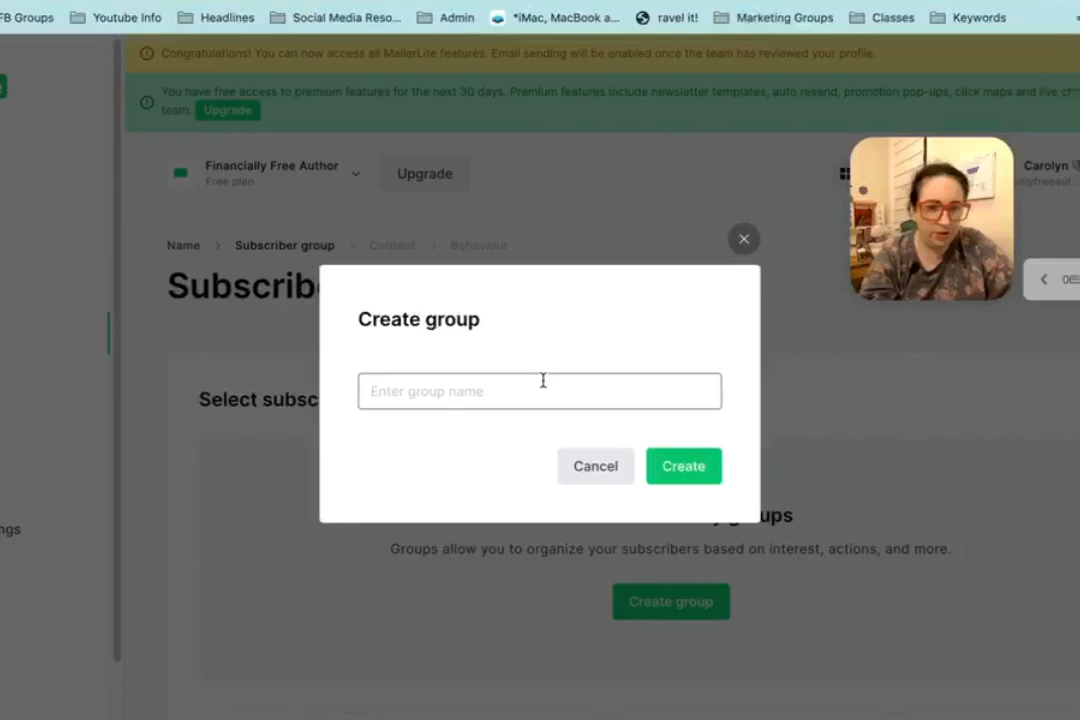 FB Groups Youtube Info Headlines Social Media Reso... Admin *iMac, MacBook a... ravel it! Marketing Groups Classes Keywords
Congratulations! You can now access all MailerLite features. Email sending will be enabled once the team has reviewed your profile.
You have free access to premium features for the next 30 days. Premium features include newsletter templates, auto resend, promotion pop-ups, click maps and live ch
team. Upgrade
Financially Free Author
Free plan
Upgrade
Carolyn
Name > Subscriber group > Content > Behaviour
Subscrib
Create group
Enter group name
Select subsc
Cancel Create
ups
Groups allow you to organize your subscribers based on interest, actions, and more.
Create group
ngs